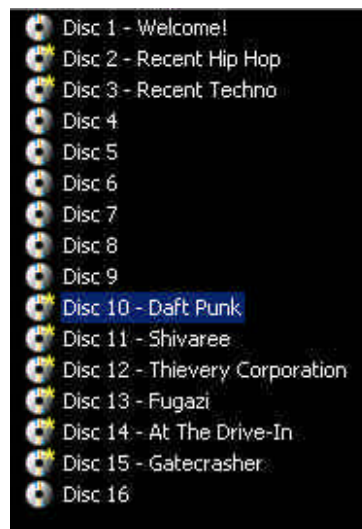 Disc 1 - Welcome!
Disc 2 - Recent Hip Hop
Disc 3 - Recent Techno
Disc 4
Disc 5
Disc 6
Disc 7
Disc 8
Disc 9
Disc 10 - Daft Punk
Disc 11 - Shivaree
Disc 12 - Thievery Corporation
Disc 13 - Fugazi
Disc 14 - At The Drive-In
Disc 15 - Gatecrasher
Disc 16